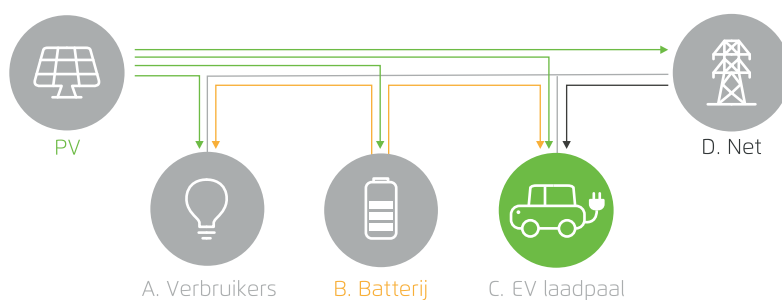 PV
D. Net
A. Verbruikers
B. Batterij
C. EV laadpaal